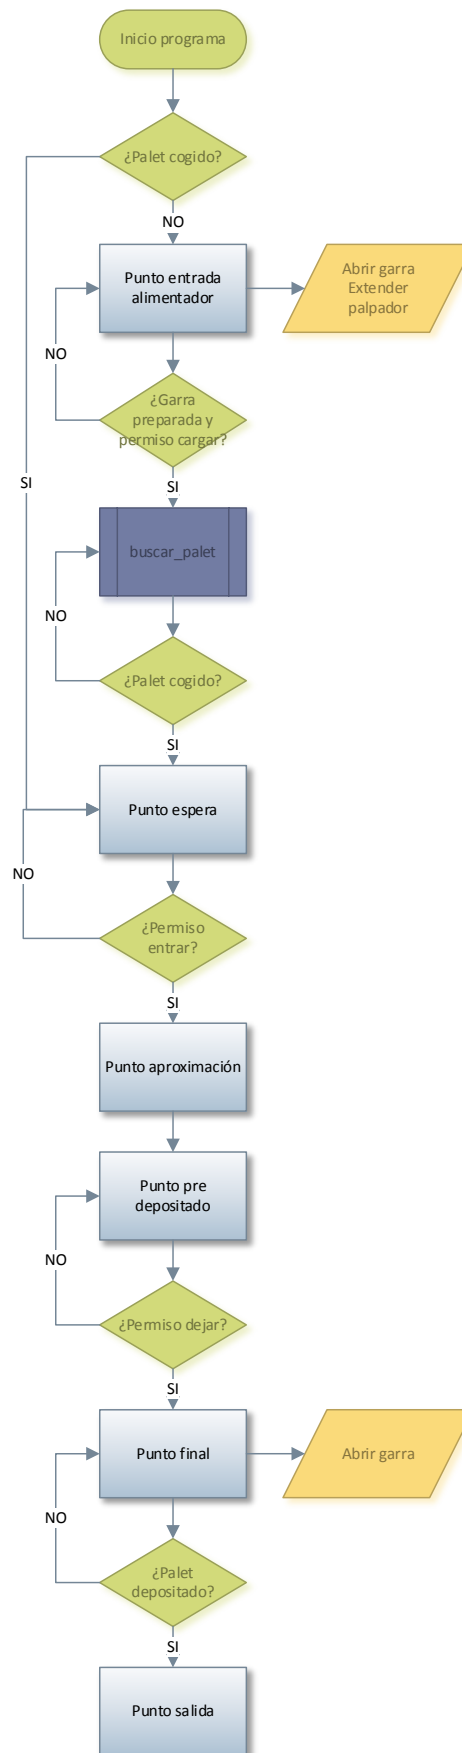 Inicio programa
¿Palet cogido?
NO
Punto entrada
alimentador
Abrir garra
Extender
palpador
NO
¿Garra
preparada y
permiso cargar?
SI
SI
buscar_palet
NO
¿Palet cogido?
SI
Punto espera
NO
¿Permiso
entrar?
SI
Punto aproximación
Punto pre
depositado
NO
¿Permiso dejar?
SI
Punto final
Abrir garra
NO
¿Palet
depositado?
SI
Punto salida